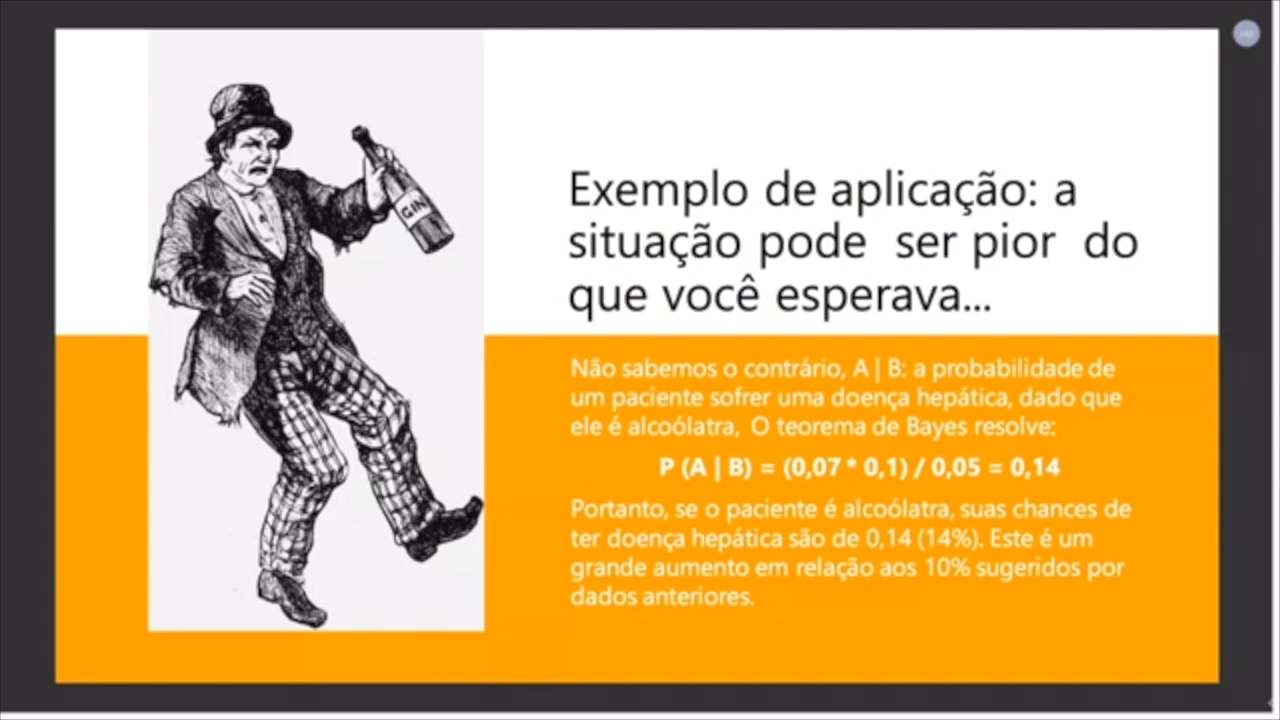 GIN
Exemplo de aplicação: a
situação pode ser pior do
que você esperava...
Não sabemos o contrário, A | B: a probabilidade de
um paciente sofrer uma doença hepática, dado que
ele é alcoólatra, O teorema de Bayes resolve:
P (A | B) = (0,07 * 0,1) / 0,05 = 0,14
Portanto, se o paciente é alcoólatra, suas chances de
ter doença hepática são de 0,14 (14%). Este é um
grande aumento em relação aos 10% sugeridos por
dados anteriores.